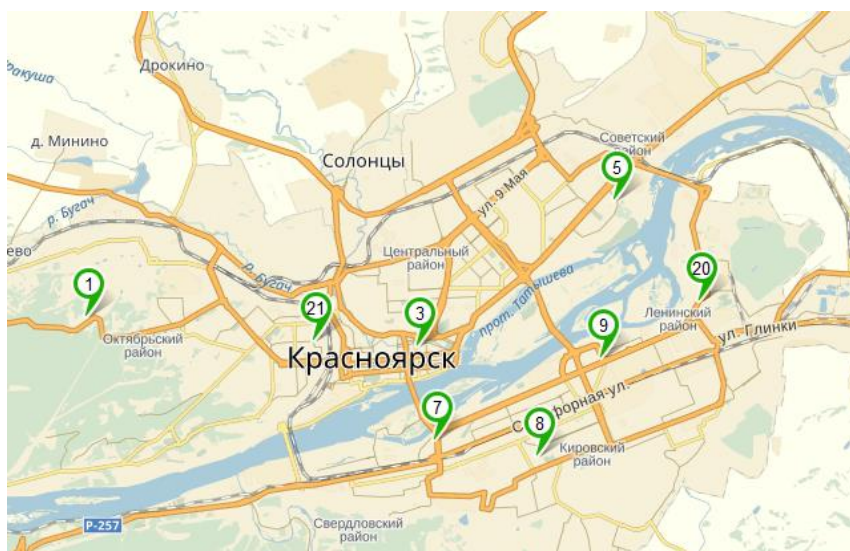 Дрокино
д. Минино
Солонцы
Советский
район
5
ул. 9 Мая
р. Бугач
р. Бугач
Центральный
район
прот. Татышева
1
21
3
20
Октябрьский
район
Ленинский
район
9
ул. Глинки
Красноярск
7
8
Кировский
район
Р-257
Свердловский
район